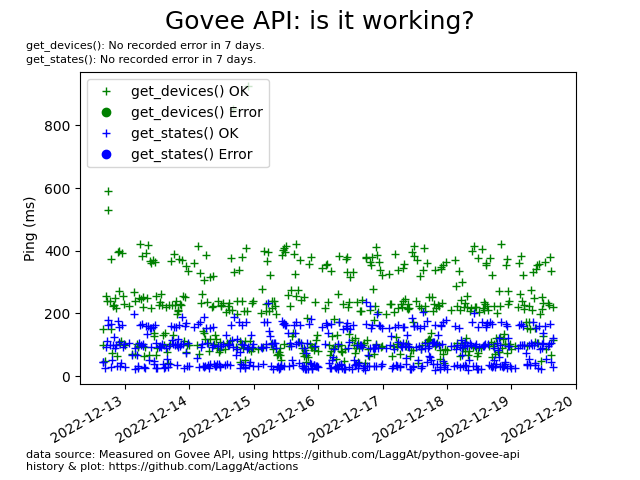 Govee API: is it working?
get_devices(): No recorded error in 7 days.
get_states(): No recorded error in 7 days.
get_devices() OK
get_devices() Error
get_states() OK
get_states() Error
Ping (ms)
800
600
400
200
0
2022-12-13
2022-12-14
2022-12-15
2022-12-16
2022-12-17
2022-12-18
2022-12-19
2022-12-20
data source: Measured on Govee API, using https://github.com/LaggAt/python-govee-api
history & plot: https://github.com/LaggAt/actions